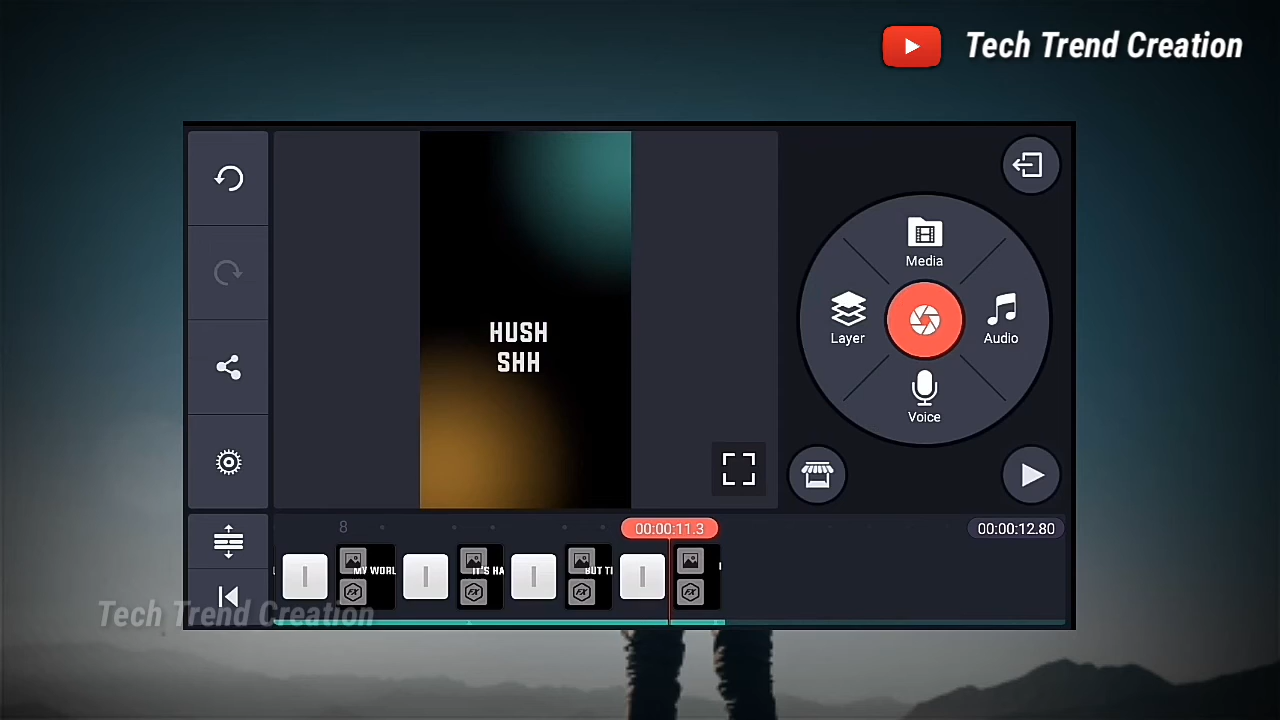 Tech Trend Creation
Media
Layer
Audio
Voice
HUSH
SHH
8
00:00:11.3
00:00:12.80
MY WORL
IT'S HA
BUT TI
Tech Trend Creation